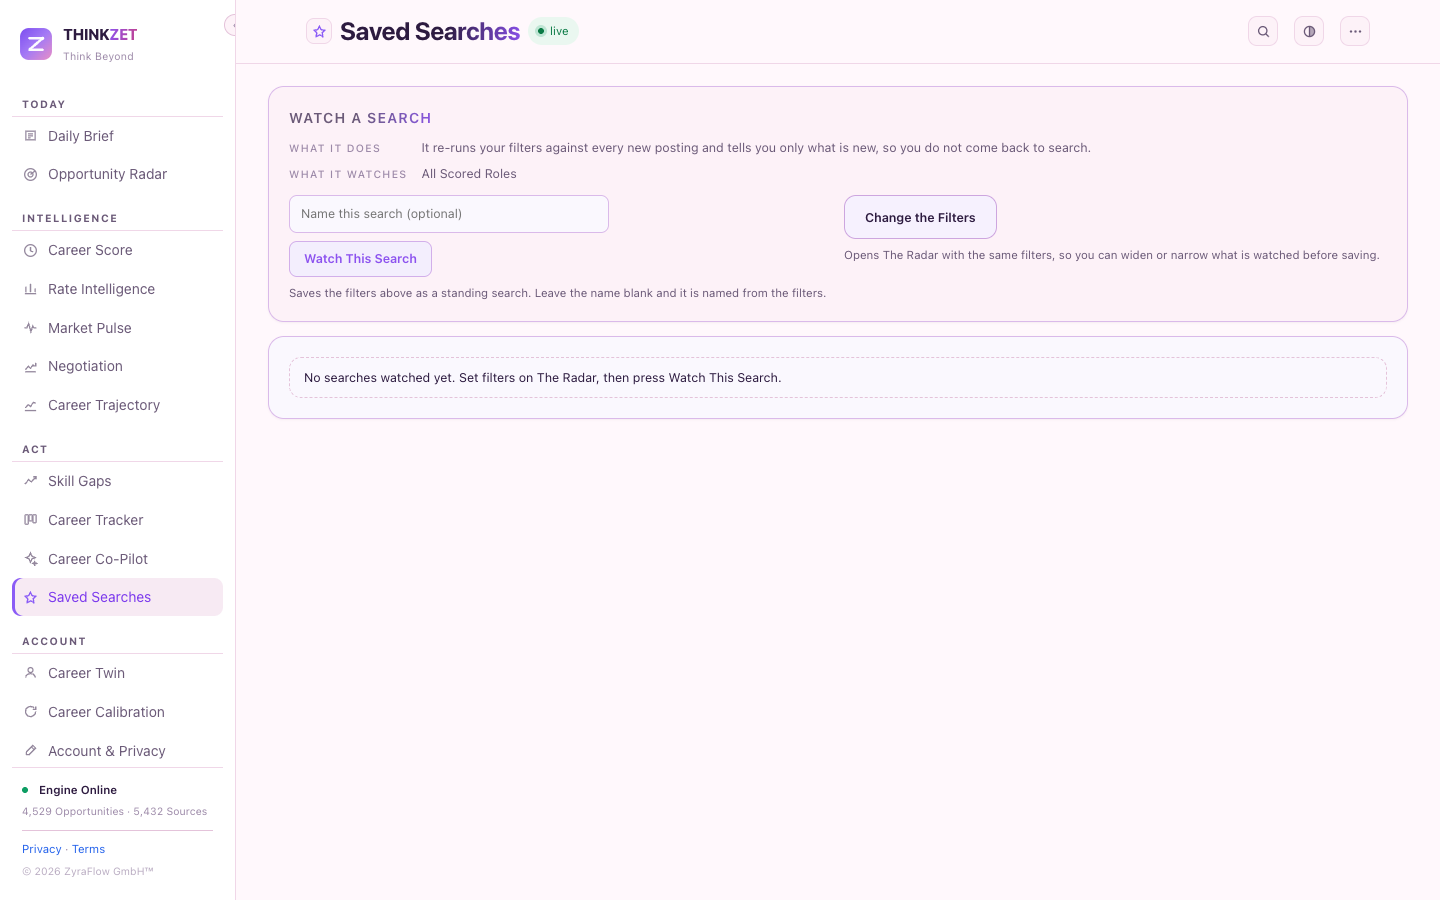 THINKZET
Think Beyond
TODAY
Daily Brief
Opportunity Radar
INTELLIGENCE
Career Score
Rate Intelligence
Market Pulse
Negotiation
Career Trajectory
ACT
Skill Gaps
Career Tracker
Career Co-Pilot
Saved Searches
ACCOUNT
Career Twin
Career Calibration
Account & Privacy
Engine Online
4,529 Opportunities · 5,432 Sources
Privacy · Terms
© 2026 ZyraFlow GmbH™
Saved Searches
live
WATCH A SEARCH
WHAT IT DOES It re-runs your filters against every new posting and tells you only what is new, so you do not come back to search.
WHAT IT WATCHES All Scored Roles
Name this search (optional)
Watch This Search
Saves the filters above as a standing search. Leave the name blank and it is named from the filters.
Change the Filters
Opens The Radar with the same filters, so you can widen or narrow what is watched before saving.
No searches watched yet. Set filters on The Radar, then press Watch This Search.